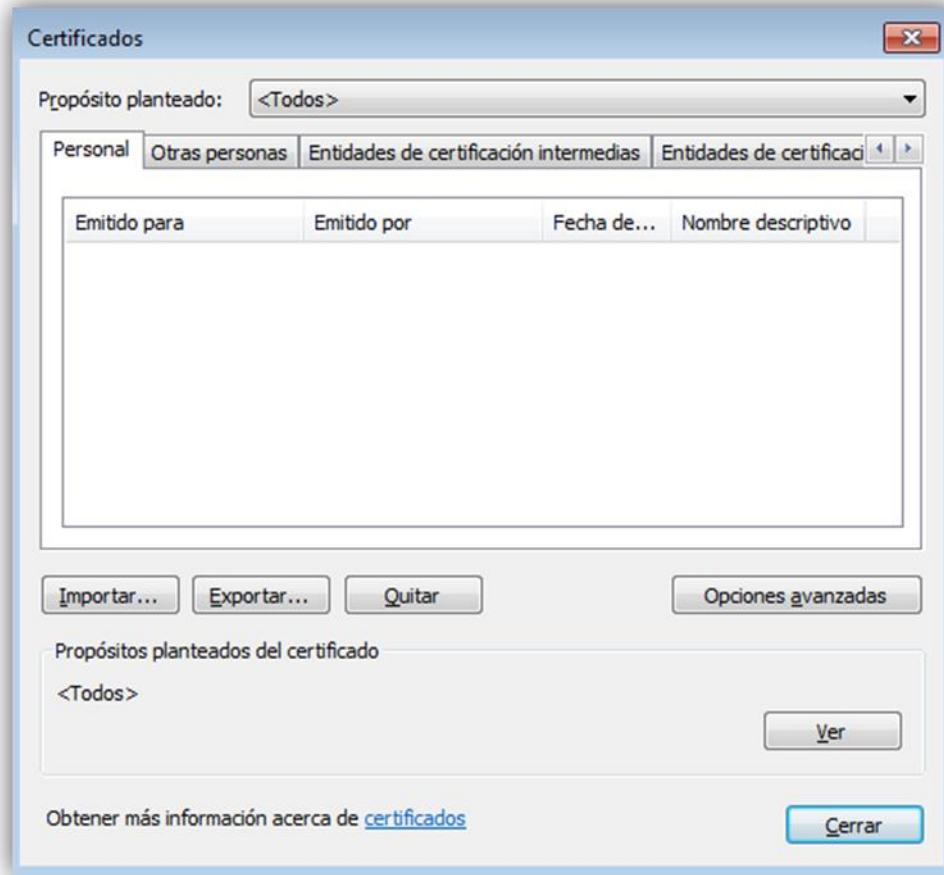 Certificados
Propósito planteado: <Todos>
Personal Otras personas Entidades de certificación intermedias Entidades de certificaci
Emitido para Emitido por Fecha de... Nombre descriptivo
Importar... Exportar... Quitar Opciones avanzadas
Propósitos planteados del certificado
<Todos>
Ver
Obtener más información acerca de certificados
Cerrar